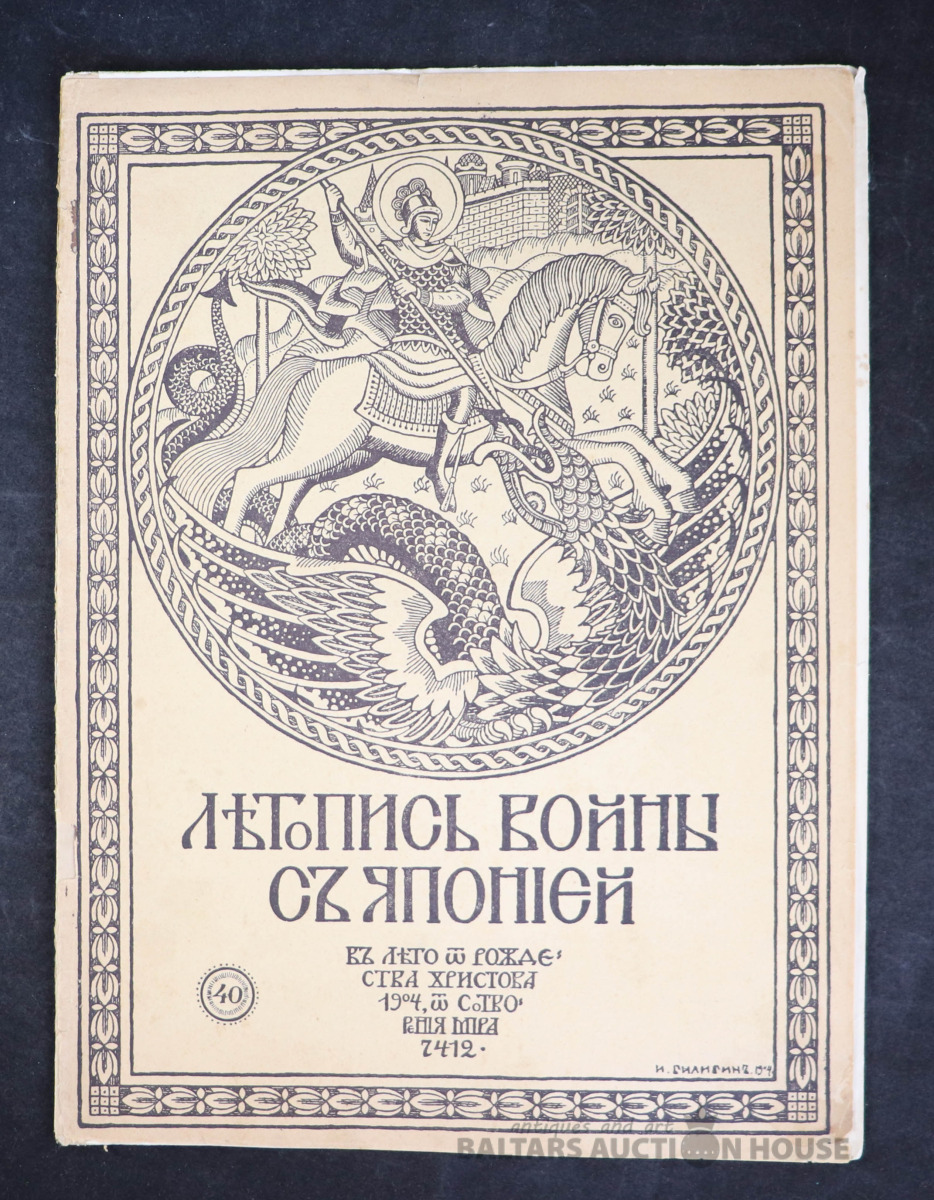 ЛѢТОПИСЬ ВОЙНЫ
СЪ ЯПОНІЕЙ
ВЪ ЛѢТО Ѿ РОЖДЕ-
СТВА ХРИСТОВА
1904, Ѿ СОТВО-
РЕНІЯ МІРА
7412.
40
И. БИЛИБИНЪ. 04
antiques and art
BALTARS AUCTION HOUSE